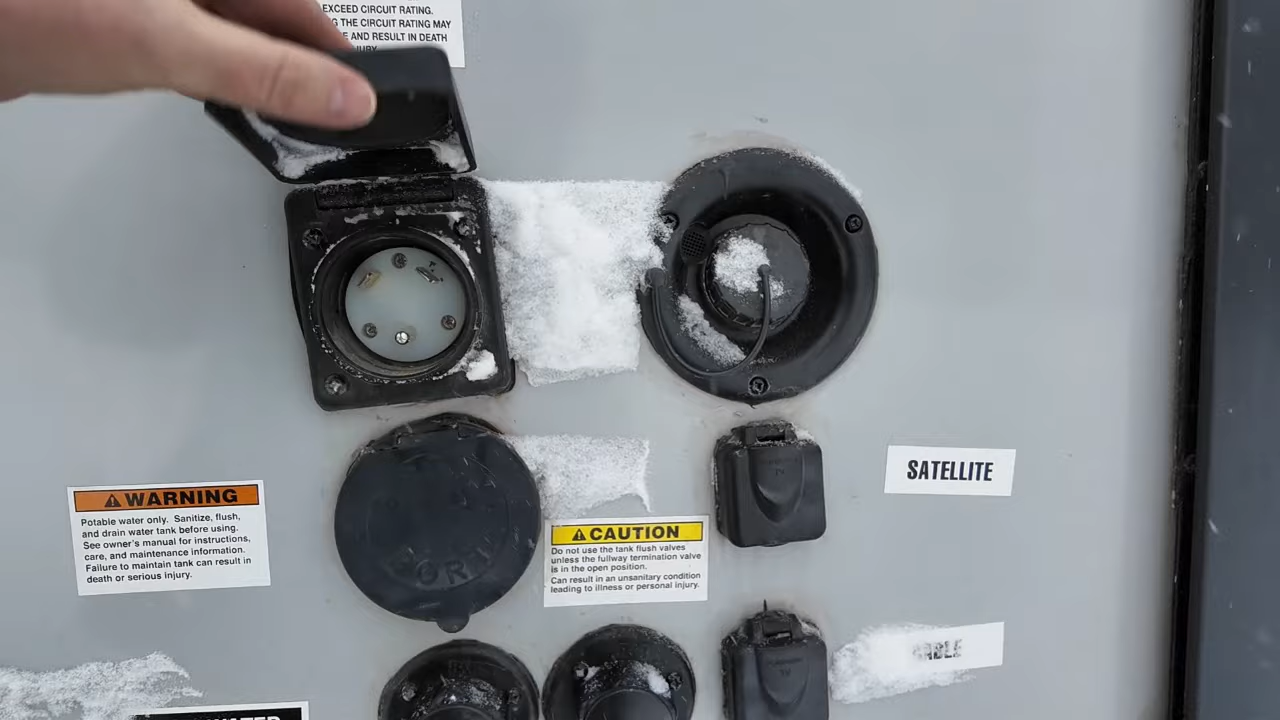 EXCEED CIRCUIT RATING.
THE CIRCUIT RATING MAY
AND RESULT IN DEATH
SATELLITE
WARNING
Potable water only. Sanitize, flush,
and drain water tank before using.
See owner's manual for instructions,
care, and maintenance information.
Failure to maintain tank can result in
death or serious injury.
CAUTION
Do not use the tank flush valves
unless the fullway termination valve
is in the open position.
Can result in an unsanitary condition
leading to illness or personal injury.